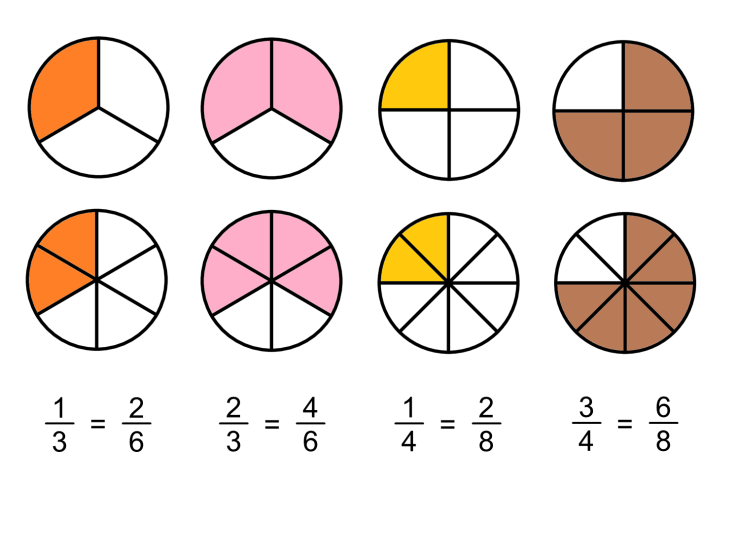 1/3 = 2/6
2/3 = 4/6
1/4 = 2/8
3/4 = 6/8